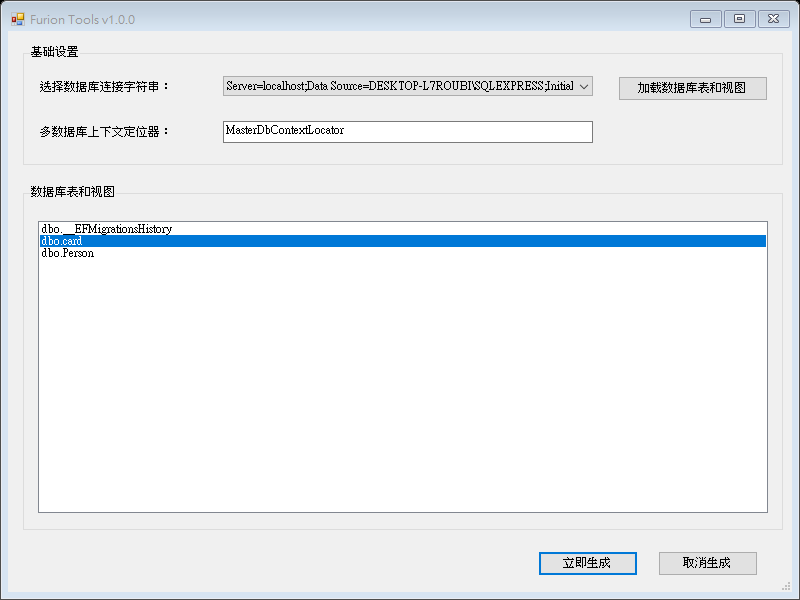 Furion Tools v1.0.0
基础设置
选择数据库连接字符串：
Server=localhost;Data Source=DESKTOP-L7ROUBI\SQLEXPRESS;Initial
加载数据库表和视图
多数据库上下文定位器：
MasterDbContextLocator
数据库表和视图
dbo.__EFMigrationsHistory
dbo.card
dbo.Person
立即生成
取消生成